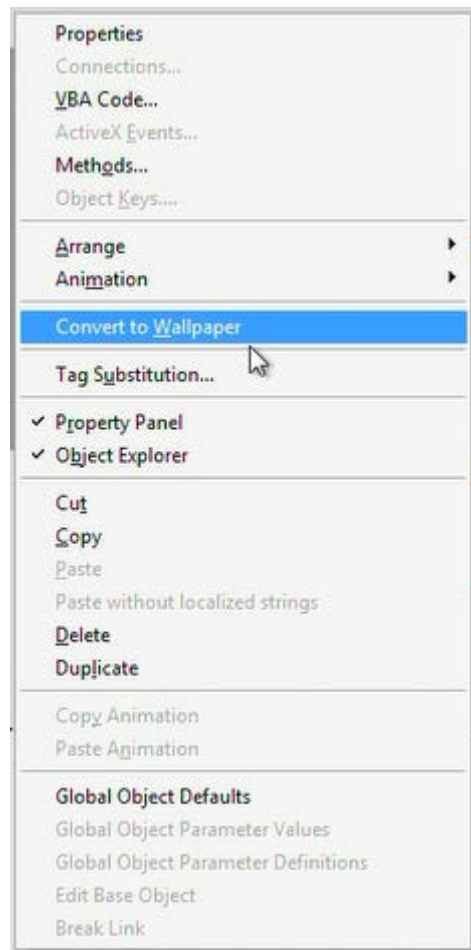 Properties
Connections...
VBA Code...
ActiveX Events...
Methods...
Object Keys....
Arrange
Animation
Convert to Wallpaper
Tag Substitution...
Property Panel
Object Explorer
Cut
Copy
Paste
Paste without localized strings
Delete
Duplicate
Copy Animation
Paste Animation
Global Object Defaults
Global Object Parameter Values
Global Object Parameter Definitions
Edit Base Object
Break Link